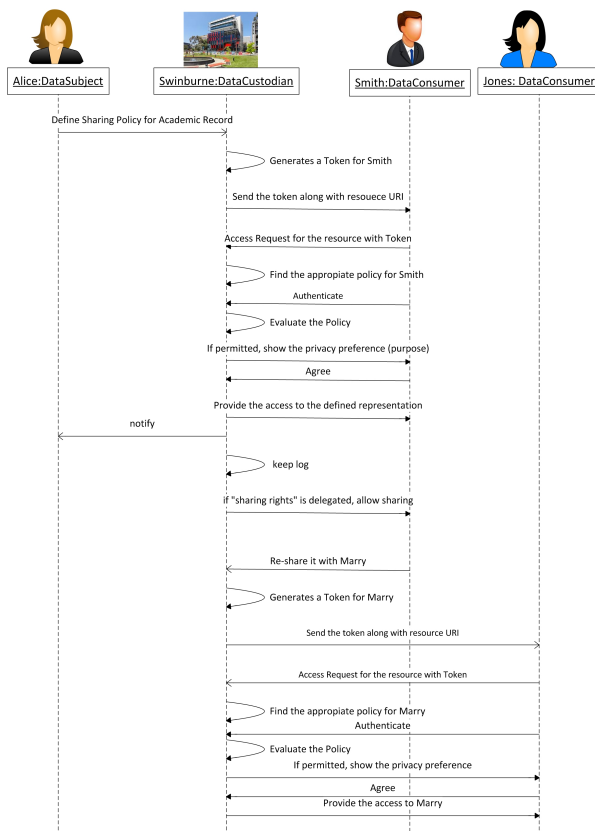 Alice:DataSubject
Swinburne:DataCustodian
Smith:DataConsumer
Jones: DataConsumer
Define Sharing Policy for Academic Record
Generates a Token for Smith
Send the token along with resouece URI
Access Request for the resource with Token
Find the appropiate policy for Smith
Authenticate
Evaluate the Policy
If permitted, show the privacy preference (purpose)
Agree
Provide the access to the defined representation
notify
keep log
if "sharing rights" is delegated, allow sharing
Re-share it with Marry
Generates a Token for Marry
Send the token along with resource URI
Access Request for the resource with Token
Find the appropiate policy for Marry
Authenticate
Evaluate the Policy
If permitted, show the privacy preference
Agree
Provide the access to Marry